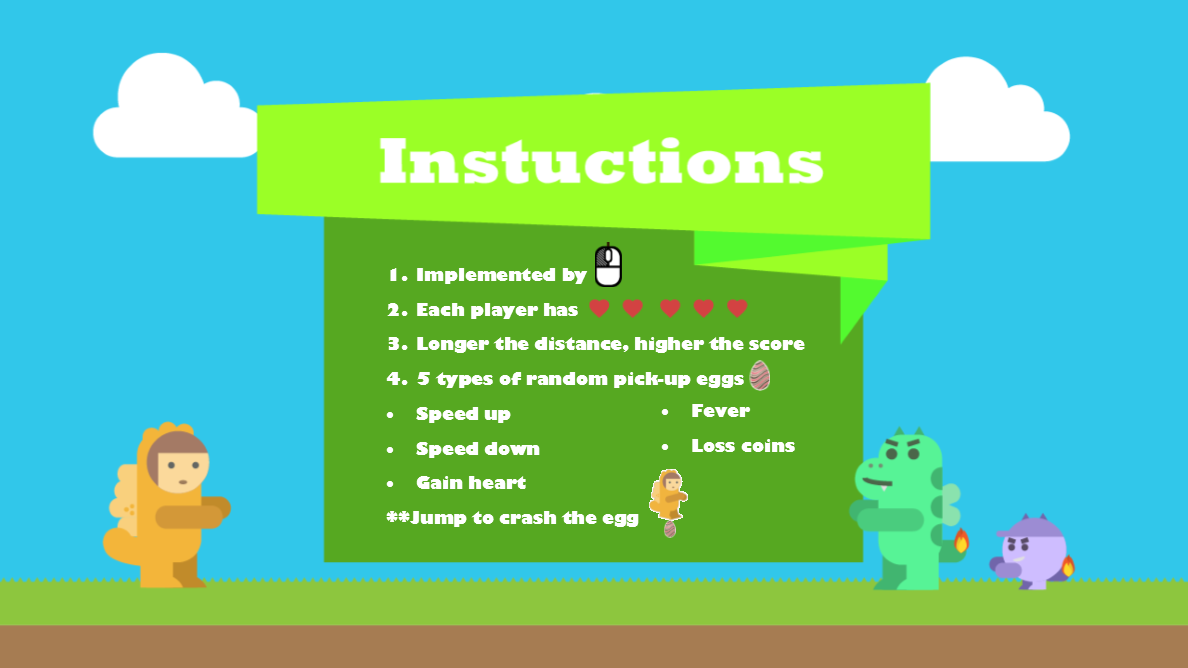 Instuctions
1. Implemented by
2. Each player has
3. Longer the distance, higher the score
4. 5 types of random pick-up eggs
• Speed up
• Speed down
• Gain heart
• Fever
• Loss coins
**Jump to crash the egg